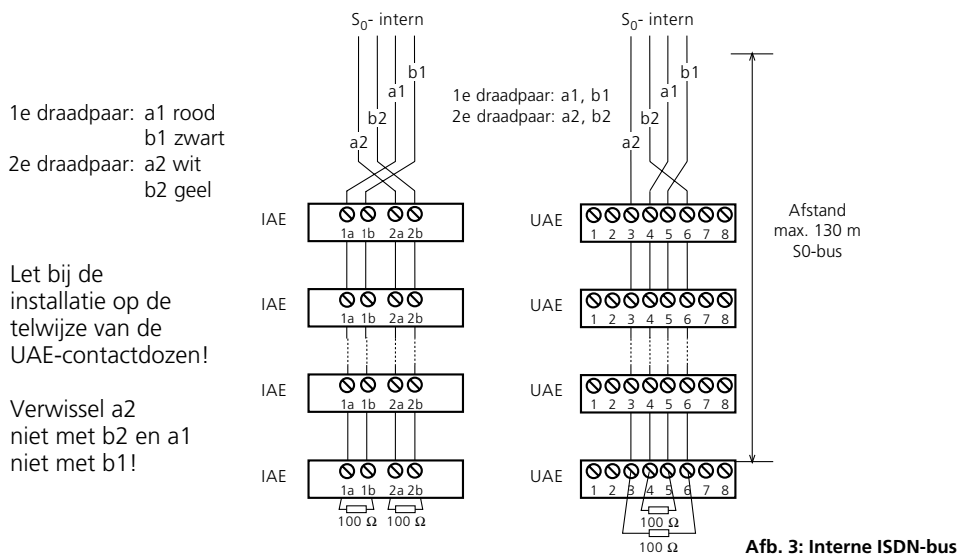 S0- intern
S0- intern
1e draadpaar: a1 rood
b1 zwart
2e draadpaar: a2 wit
b2 geel
Let bij de
installatie op de
telwijze van de
UAE-contactdozen!
Verwissel a2
niet met b2 en a1
niet met b1!
b1
a1
b2
a2
IAE
1a 1b 2a 2b
IAE
1a 1b 2a 2b
IAE
1a 1b 2a 2b
IAE
1a 1b 2a 2b
100 Ω 100 Ω
1e draadpaar: a1, b1
2e draadpaar: a2, b2
b1
a1
b2
a2
UAE
1 2 3 4 5 6 7 8
UAE
1 2 3 4 5 6 7 8
UAE
1 2 3 4 5 6 7 8
UAE
1 2 3 4 5 6 7 8
100 Ω
100 Ω
Afstand
max. 130 m
S0-bus
Afb. 3: Interne ISDN-bus